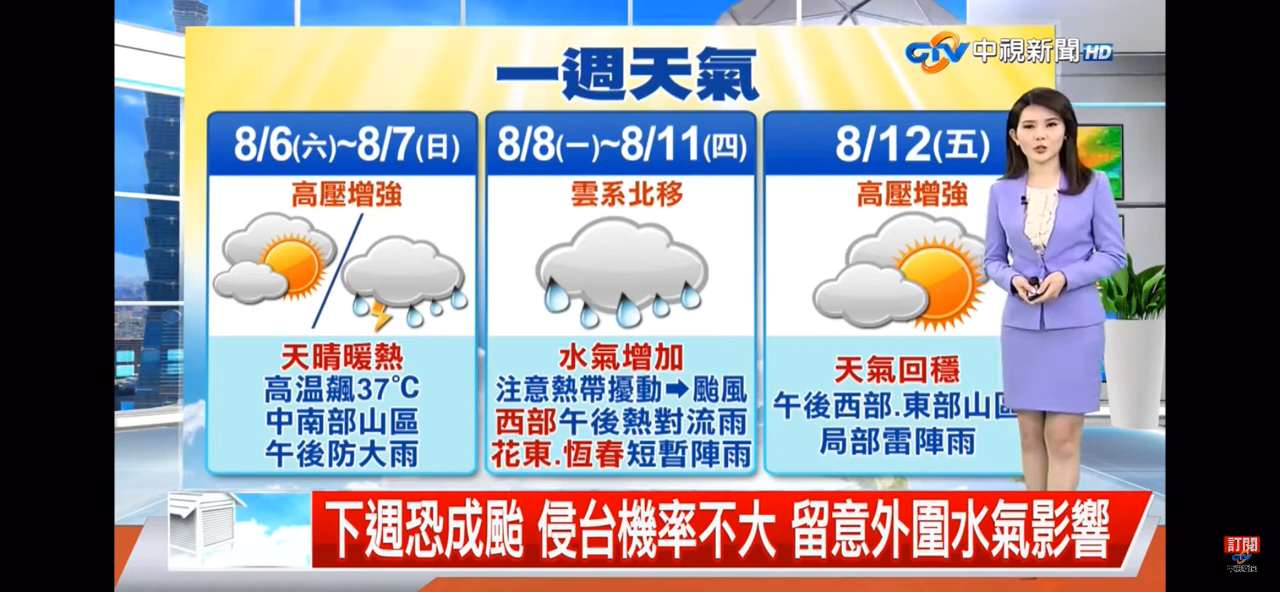 一週天氣
CTV 中視新聞 HD
8/6(六)~8/7(日)
高壓增強
天晴暖熱
高温飆37℃
中南部山區
午後防大雨
8/8(一)~8/11(四)
雲系北移
水氣增加
注意熱帶擾動➡颱風
西部午後熱對流雨
花東.恆春短暫陣雨
8/12(五)
高壓增強
天氣回穩
午後西部.東部山區
局部雷陣雨
下週恐成颱 侵台機率不大 留意外圍水氣影響
訂閱